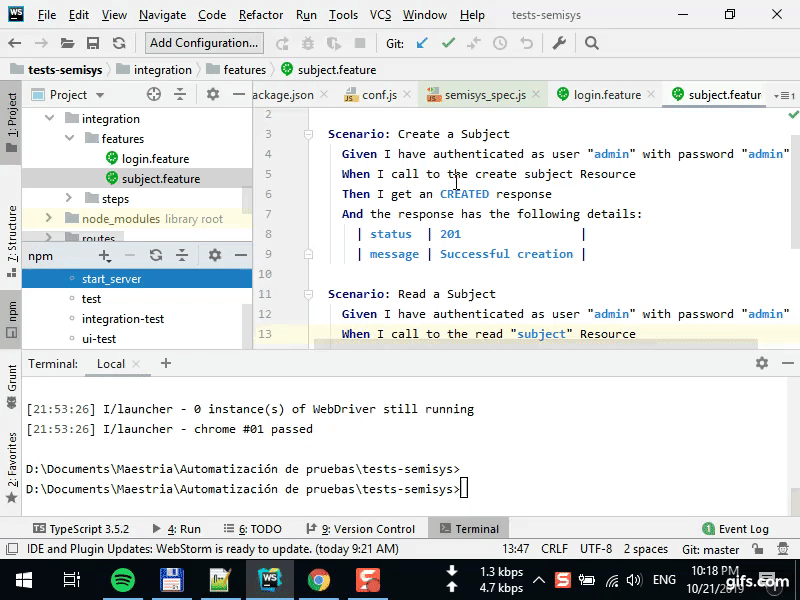 WS File Edit View Navigate Code Refactor Run Tools VCS Window Help tests-semisys
Add Configuration... Git:
tests-semisys integration features subject.feature
1: Project
Project
ackage.json conf.js semisys_spec.js login.feature subject.featur
integration
features
login.feature
subject.feature
steps
node_modules library root
routes
7: Structure
npm
npm
start_server
test
integration-test
ui-test
2
3 Scenario: Create a Subject
4 Given I have authenticated as user "admin" with password "admin"
5 When I call to the create subject Resource
6 Then I get an CREATED response
7 And the response has the following details:
8 | status | 201 |
9 | message | Successful creation |
10
11 Scenario: Read a Subject
12 Given I have authenticated as user "admin" with password "admin"
13 When I call to the read "subject" Resource
Terminal: Local
Grunt
2: Favorites
[21:53:26] I/launcher - 0 instance(s) of WebDriver still running
[21:53:26] I/launcher - chrome #01 passed
D:\Documents\Maestria\Automatización de pruebas\tests-semisys>
D:\Documents\Maestria\Automatización de pruebas\tests-semisys>
TypeScript 3.5.2 4: Run 6: TODO 9: Version Control Terminal 1 Event Log
IDE and Plugin Updates: WebStorm is ready to update. (today 9:21 AM) 13:47 CRLF UTF-8 2 spaces Git: master
1.3 kbps
4.7 kbps
ENG
10:18 PM
gifs.com